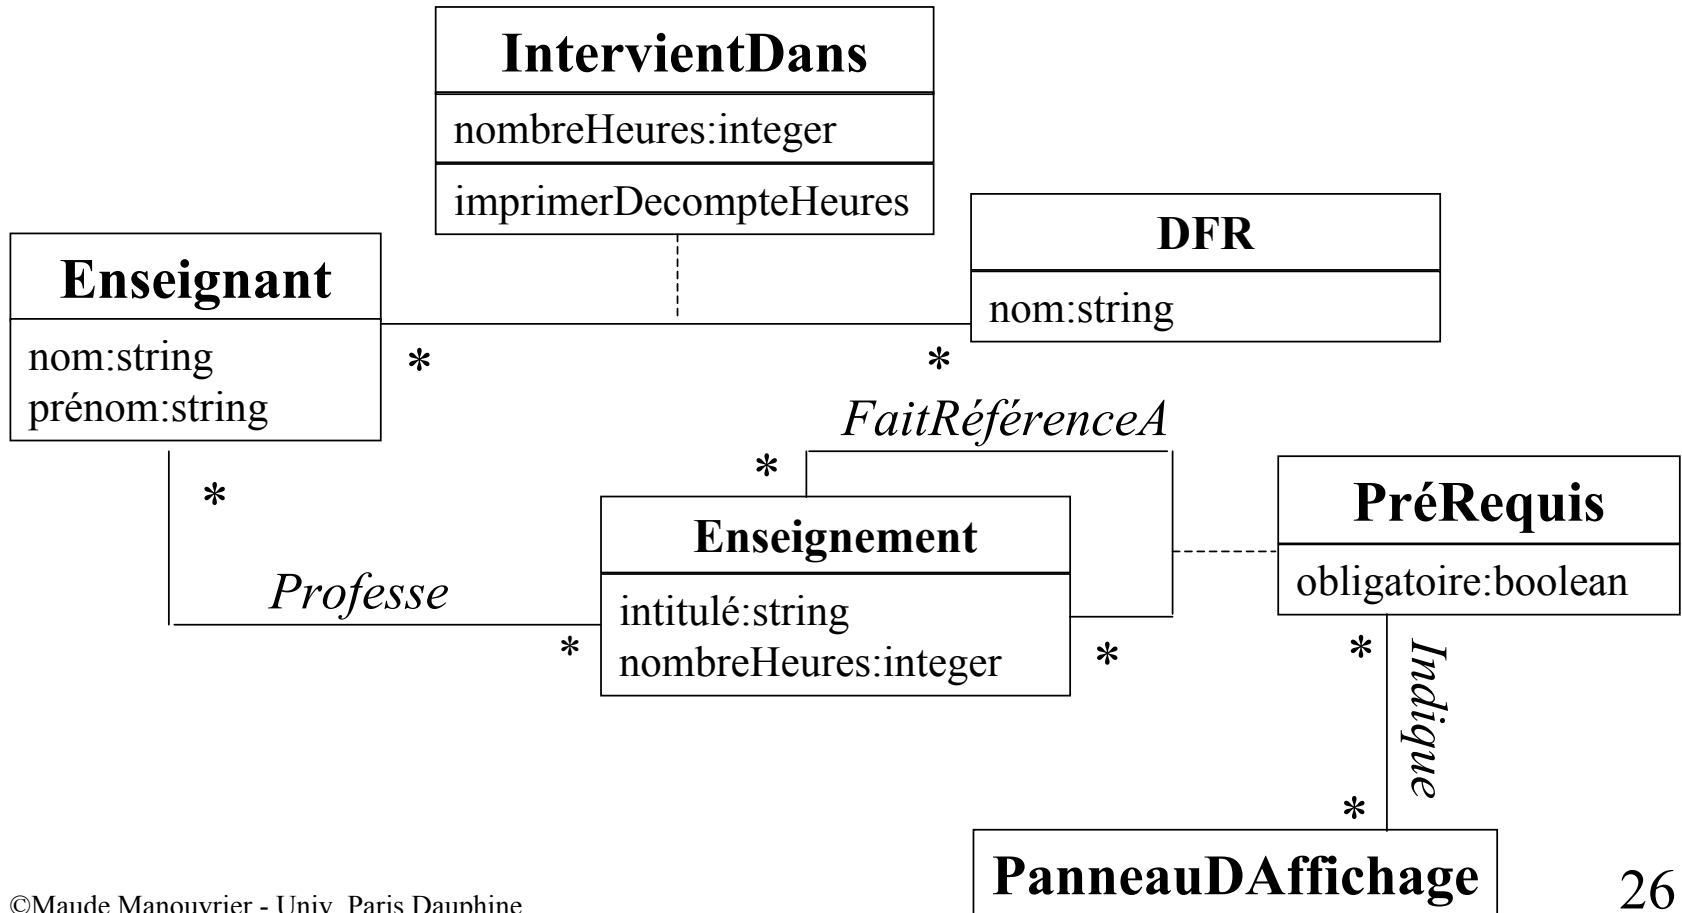 IntervientDans
nombreHeures:integer
imprimerDecompteHeures
DFR
nom:string
Enseignant
nom:string
prénom:string
*
*
FaitRéférenceA
*
*
PréRequis
obligatoire:boolean
Enseignement
intitulé:string
nombreHeures:integer
Professe
*
*
*
Indique
*
PanneauDAffichage
©Maude Manouvrier - Univ. Paris Dauphine
26